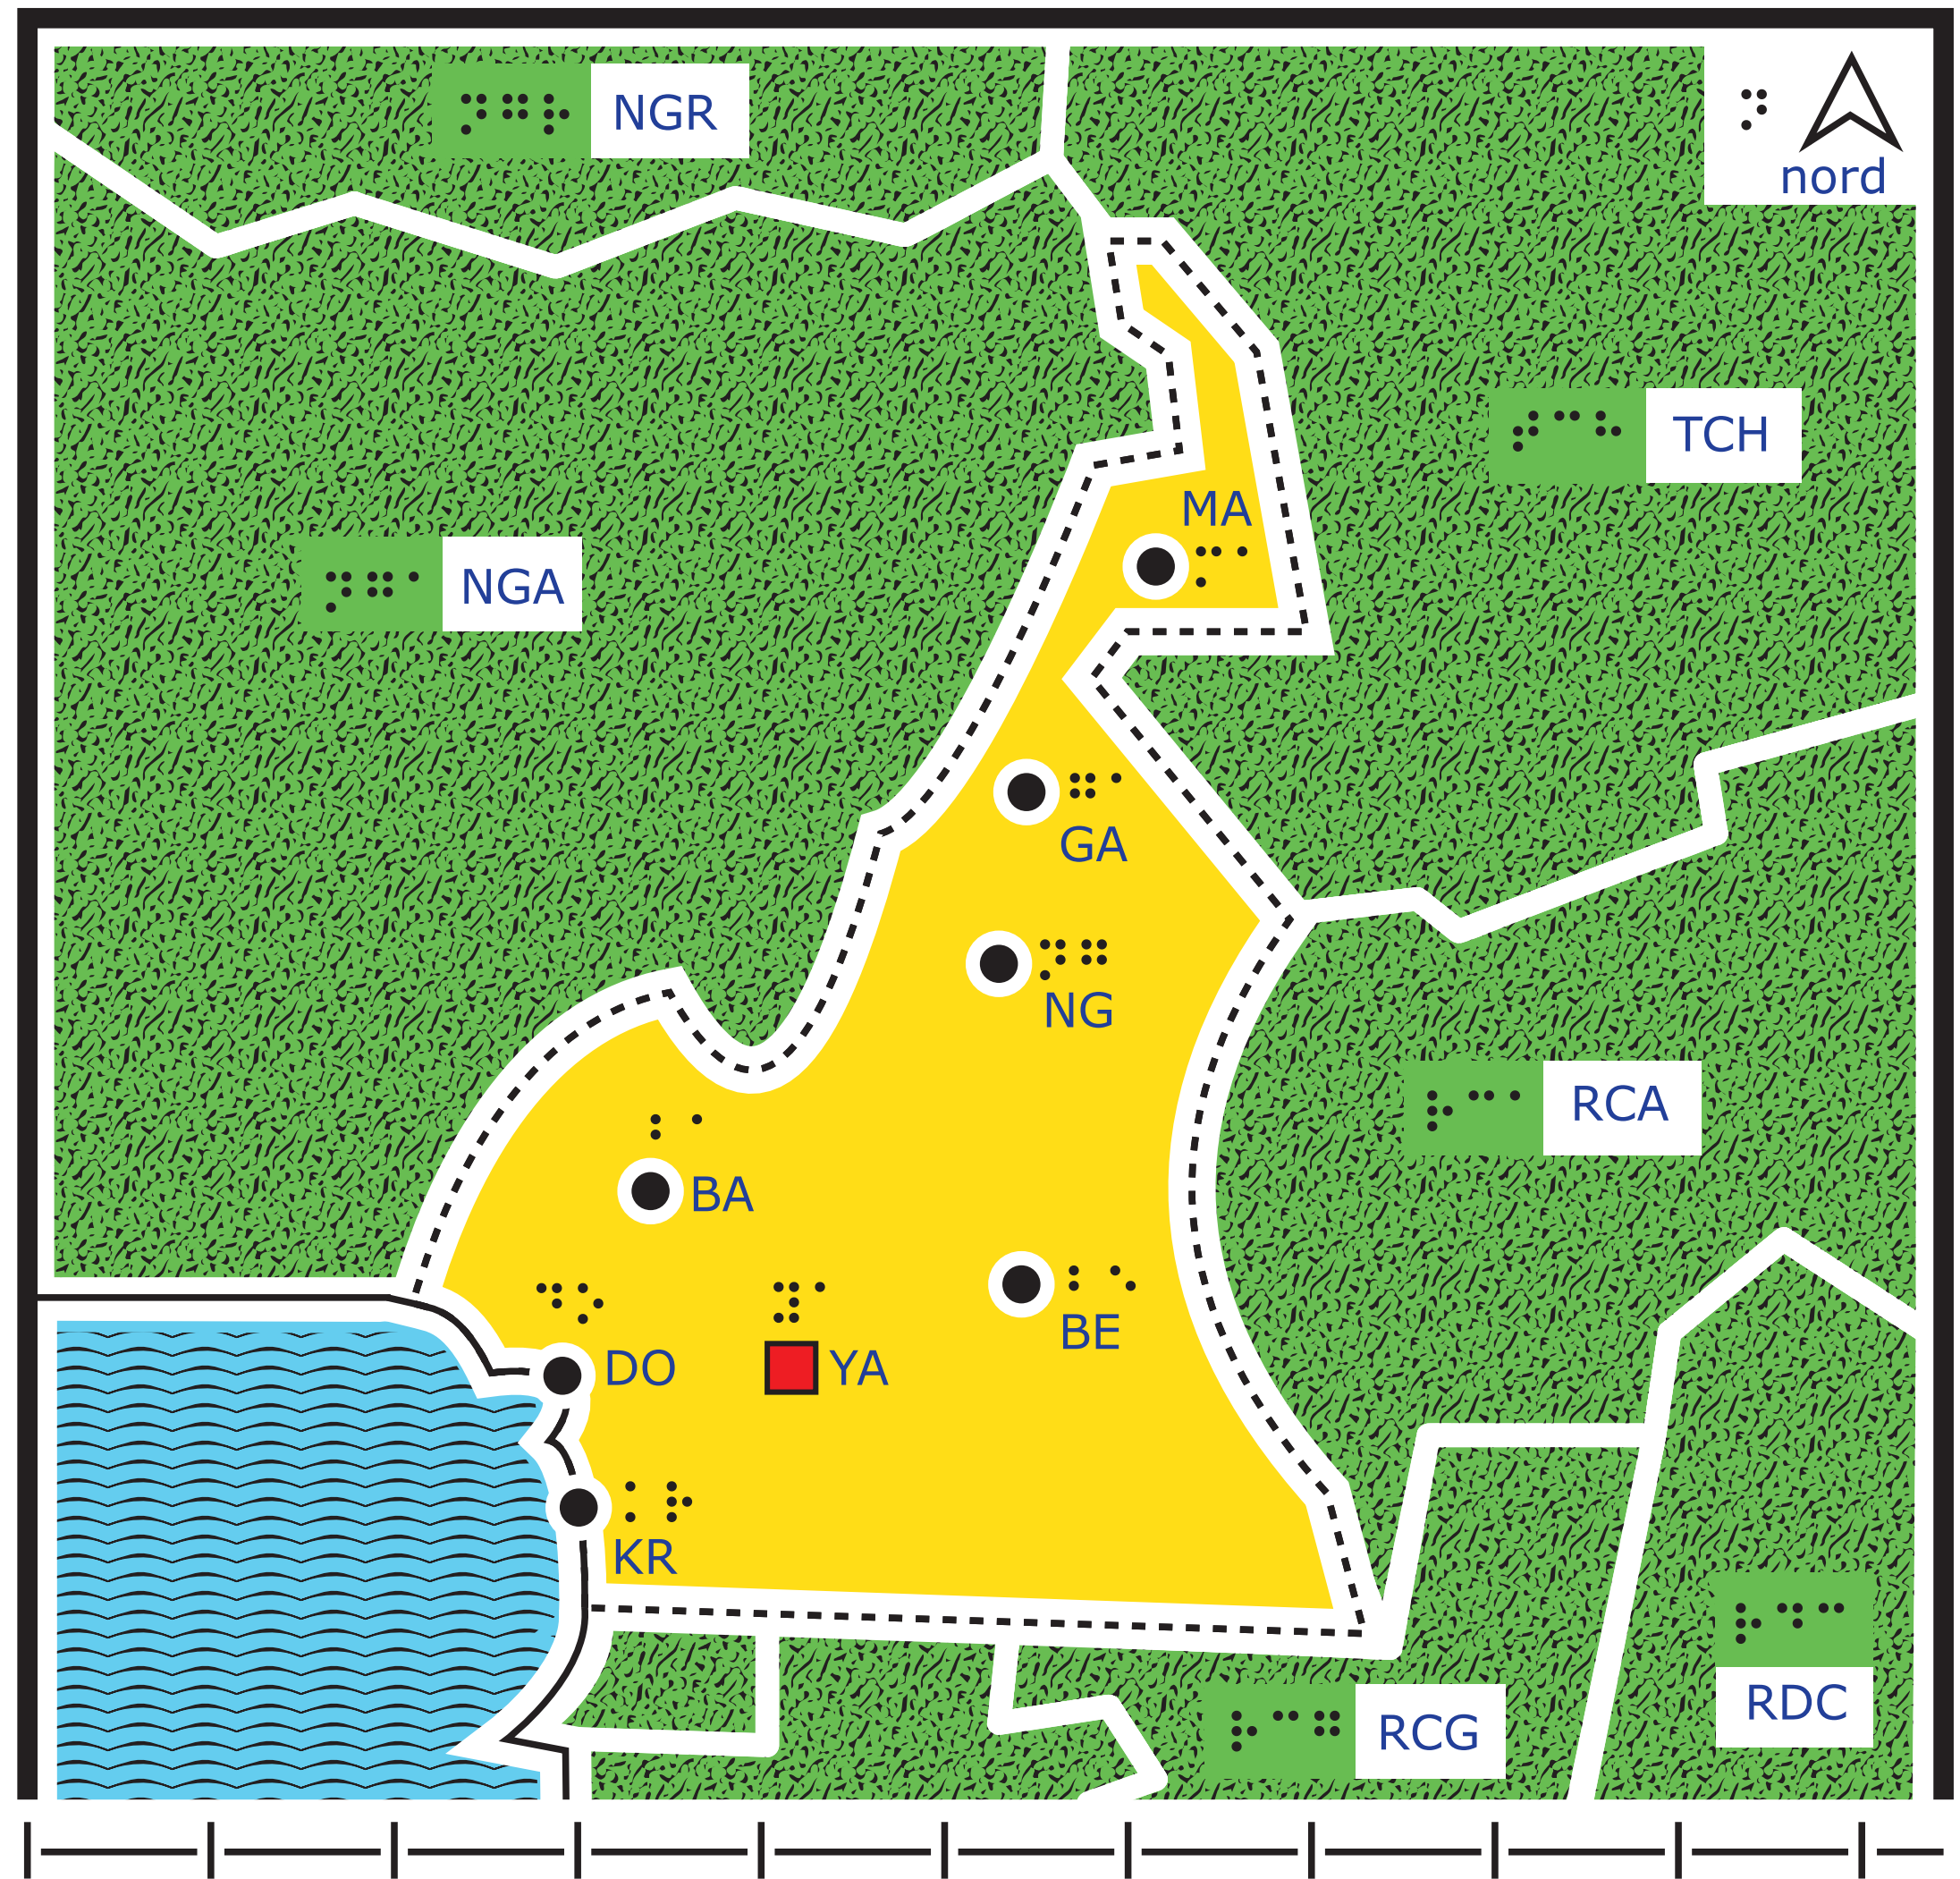 ⠝⠛⠗ NGR
⠝
nord
⠞⠉⠓ TCH
MA
⠍⠁
⠝⠛⠁ NGA
⠛⠁
GA
⠝⠛
NG
⠗⠉⠁ RCA
⠃⠁
BA
⠃⠑
BE
⠙⠕
DO
⠽⠁
YA
⠅⠗
KR
⠗⠙⠉
RDC
⠗⠉⠛ RCG